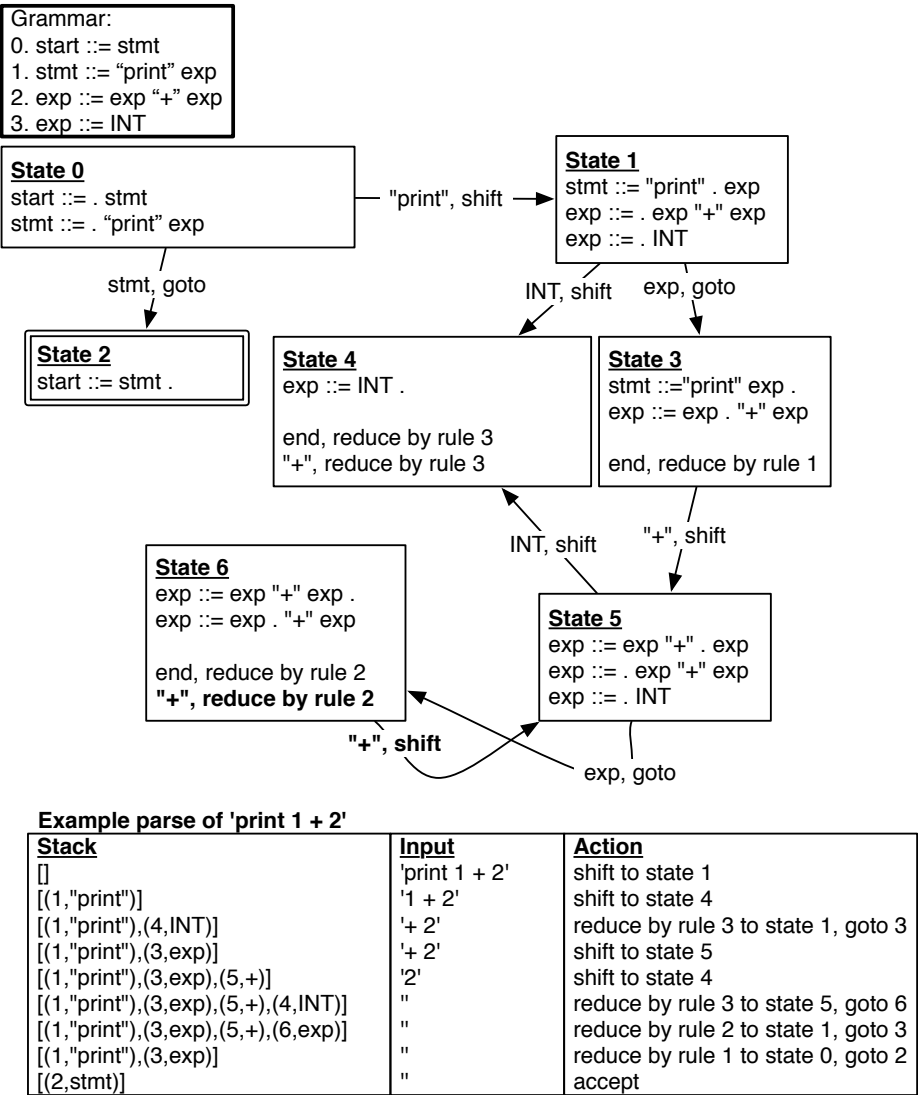 Grammar:
0. start ::= stmt
1. stmt ::= “print” exp
2. exp ::= exp “+” exp
3. exp ::= INT
State 0
start ::= . stmt
stmt ::= . “print” exp
"print", shift
State 1
stmt ::= "print" . exp
exp ::= . exp "+" exp
exp ::= . INT
stmt, goto
INT, shift
exp, goto
State 2
start ::= stmt .
State 4
exp ::= INT .
end, reduce by rule 3
"+", reduce by rule 3
State 3
stmt ::="print" exp .
exp ::= exp . "+" exp
end, reduce by rule 1
INT, shift
"+", shift
State 6
exp ::= exp "+" exp .
exp ::= exp . "+" exp
end, reduce by rule 2
"+", reduce by rule 2
State 5
exp ::= exp "+" . exp
exp ::= . exp "+" exp
exp ::= . INT
"+", shift
exp, goto
Example parse of 'print 1 + 2'
Stack Input Action
[] 'print 1 + 2' shift to state 1
[(1,"print")] '1 + 2' shift to state 4
[(1,"print"),(4,INT)] '+ 2' reduce by rule 3 to state 1, goto 3
[(1,"print"),(3,exp)] '+ 2' shift to state 5
[(1,"print"),(3,exp),(5,+)] '2' shift to state 4
[(1,"print"),(3,exp),(5,+),(4,INT)] '' reduce by rule 3 to state 5, goto 6
[(1,"print"),(3,exp),(5,+),(6,exp)] '' reduce by rule 2 to state 1, goto 3
[(1,"print"),(3,exp)] '' reduce by rule 1 to state 0, goto 2
[(2,stmt)] '' accept